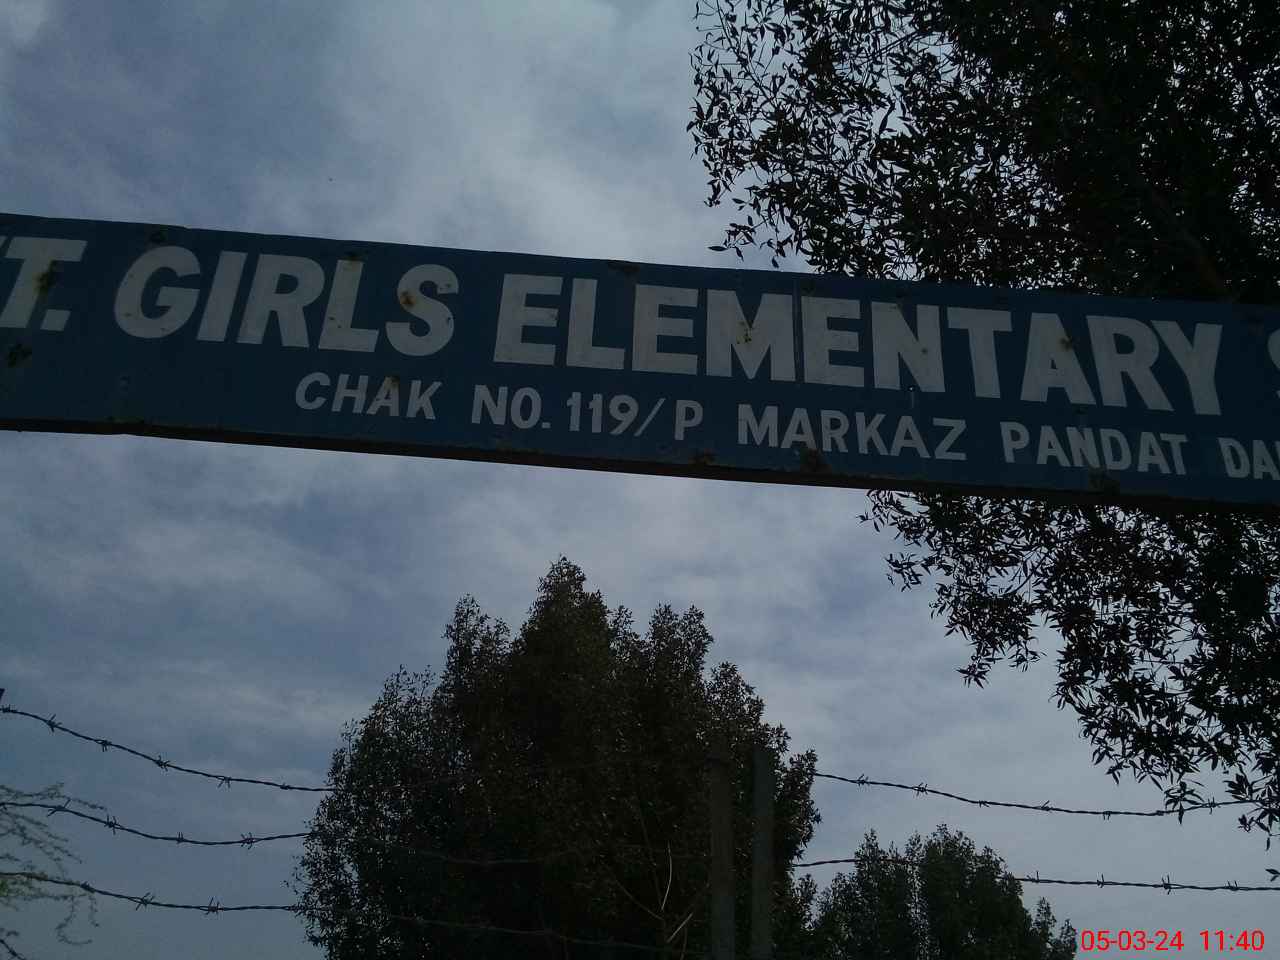 T. GIRLS ELEMENTARY
CHAK NO. 119/P MARKAZ PANDAT
05-03-24 11:40